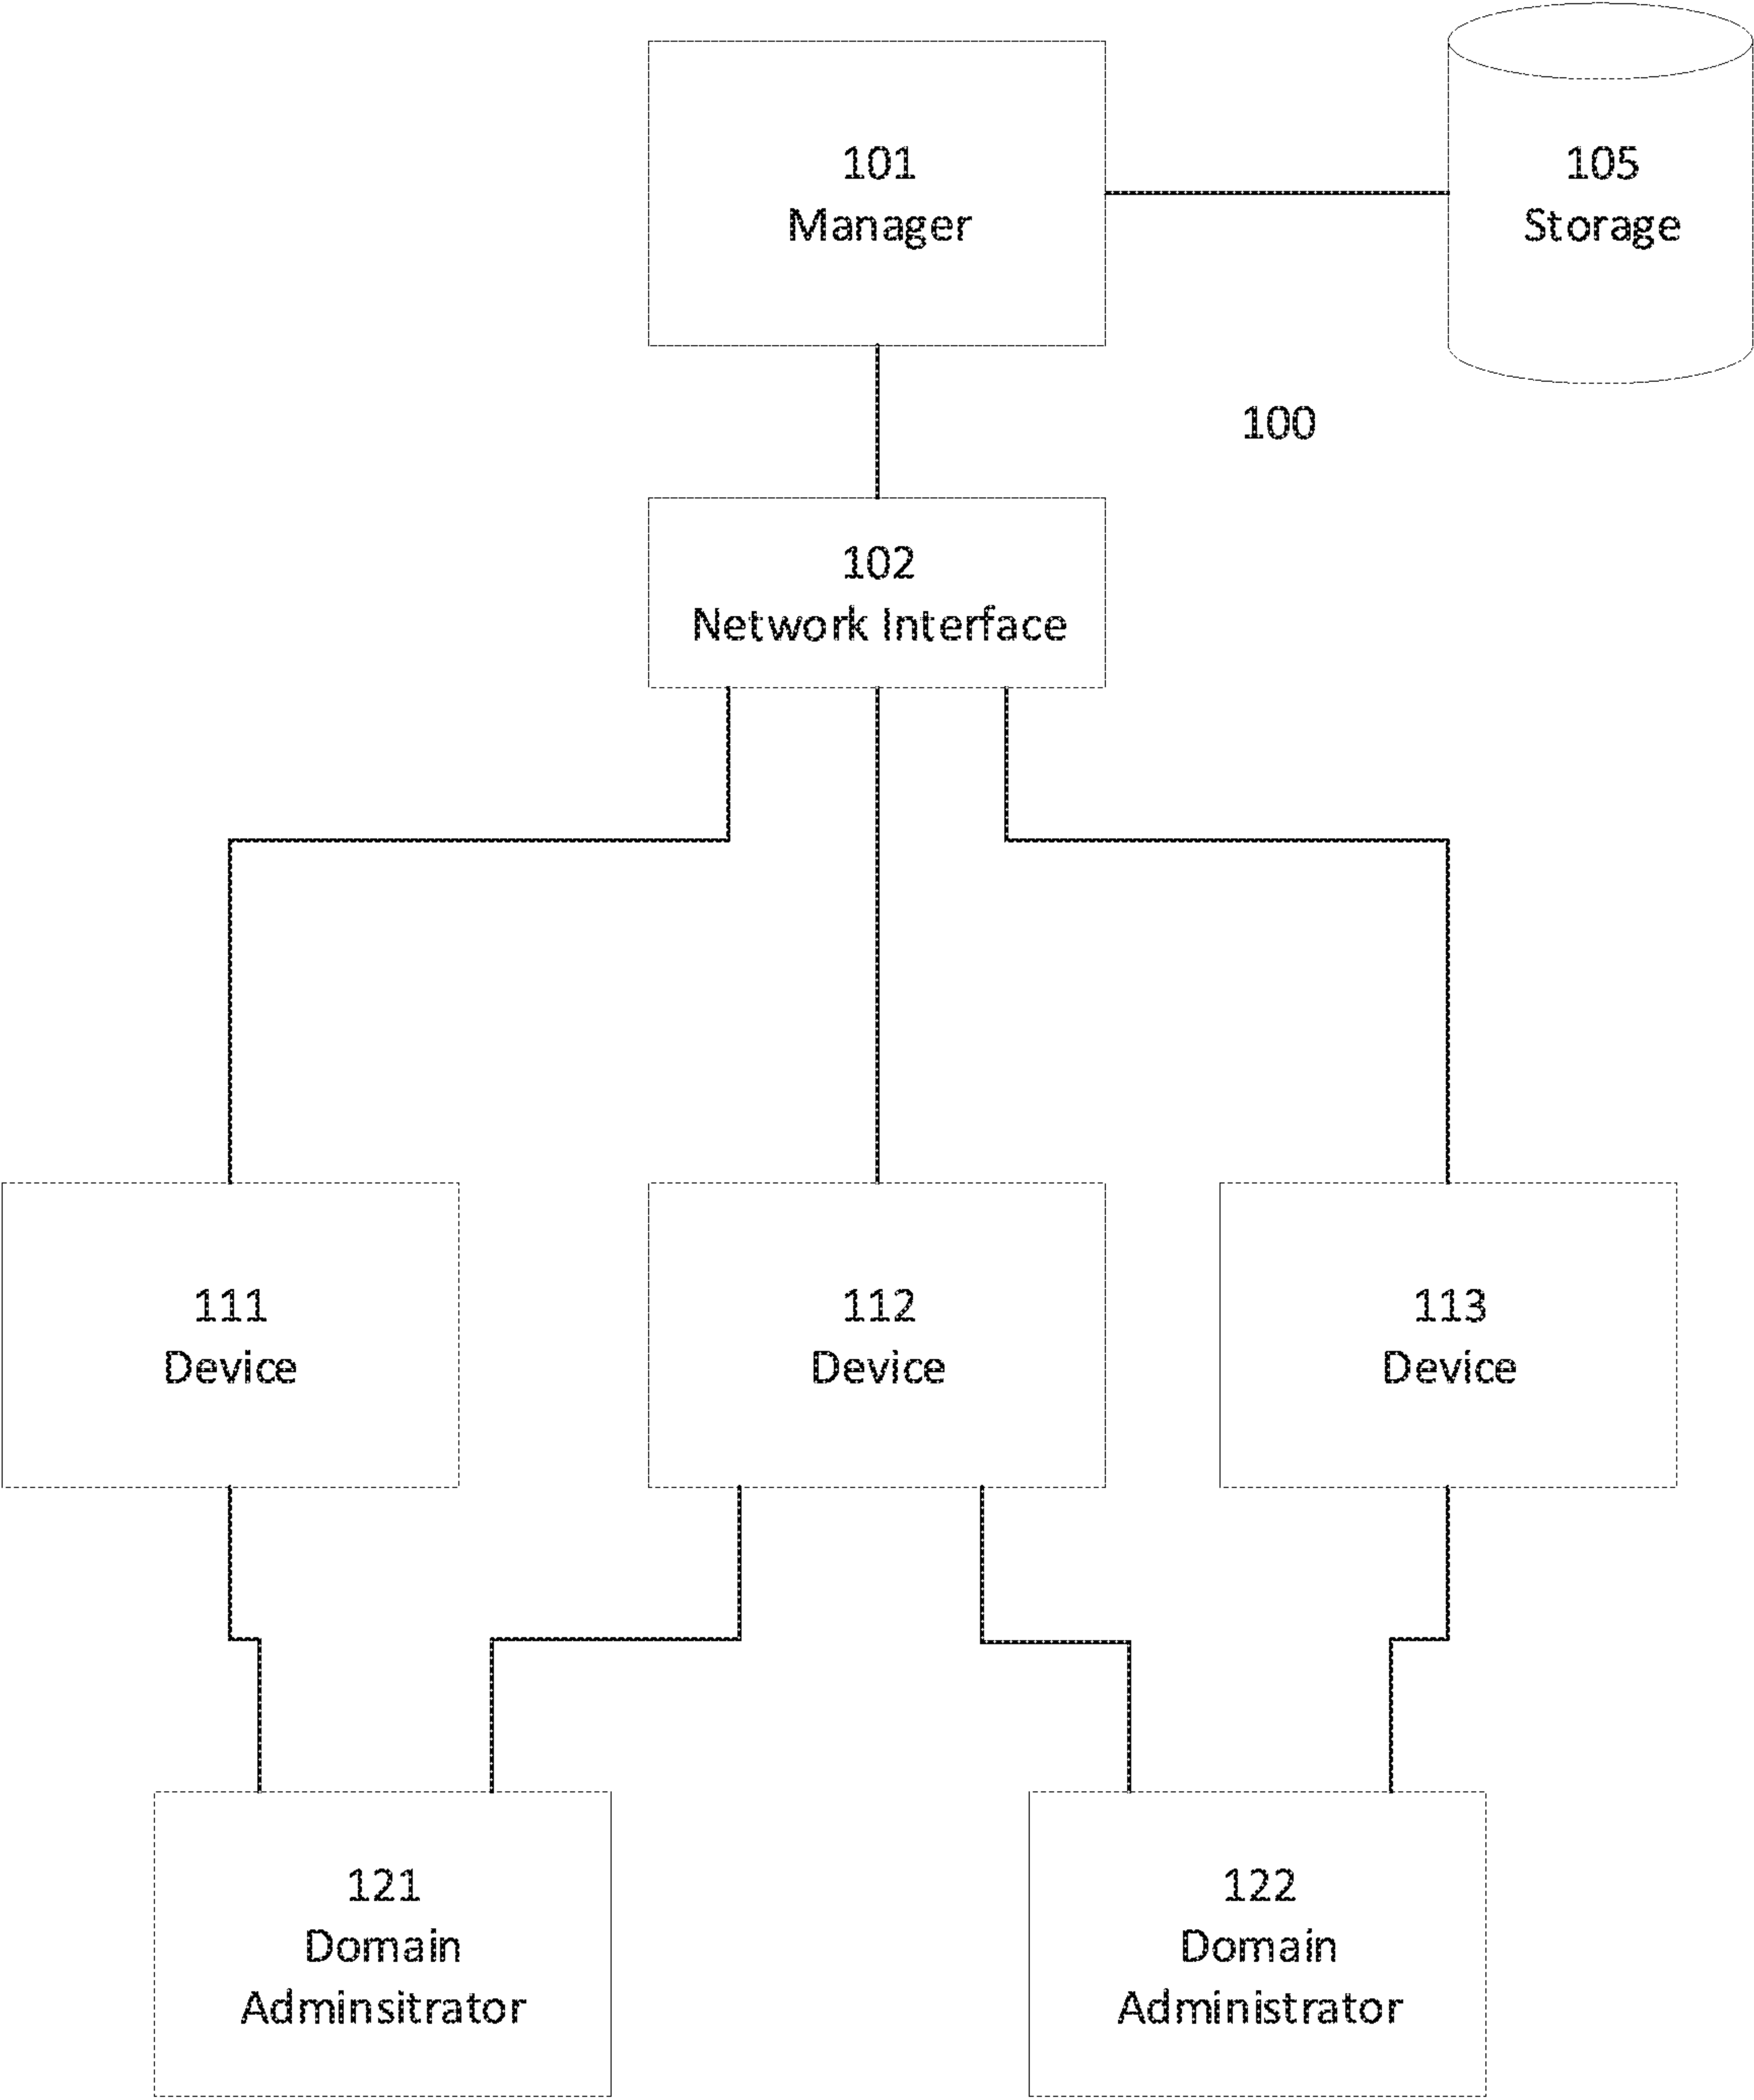 101
Manager
105
Storage
100
102
Network Interface
111
Device
112
Device
113
Device
121
Domain
Adminsitrator
122
Domain
Administrator